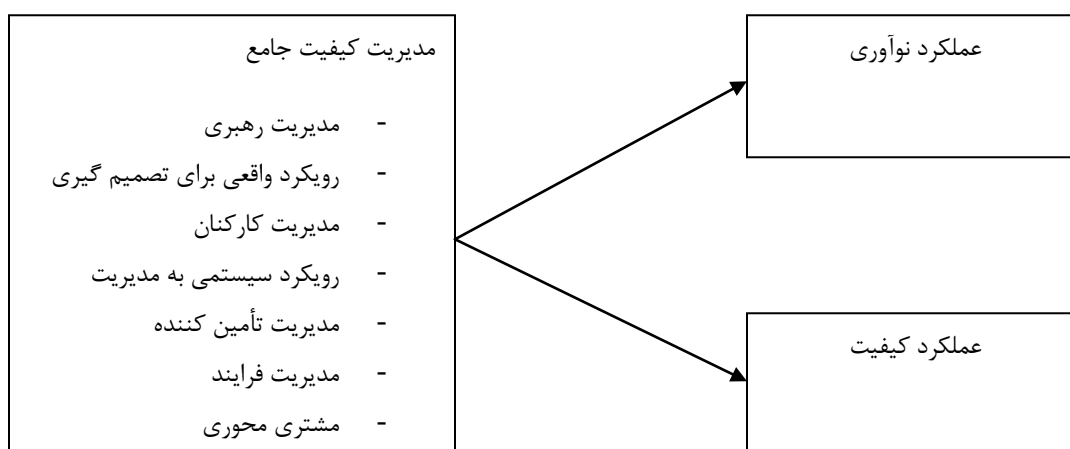 مدیریت کیفیت جامع
- مدیریت رهبری
- رویکرد واقعی برای تصمیم گیری
- مدیریت کارکنان
- رویکرد سیستمی به مدیریت
- مدیریت تأمین کننده
- مدیریت فرایند
- مشتری محوری
عملکرد نوآوری
عملکرد کیفیت